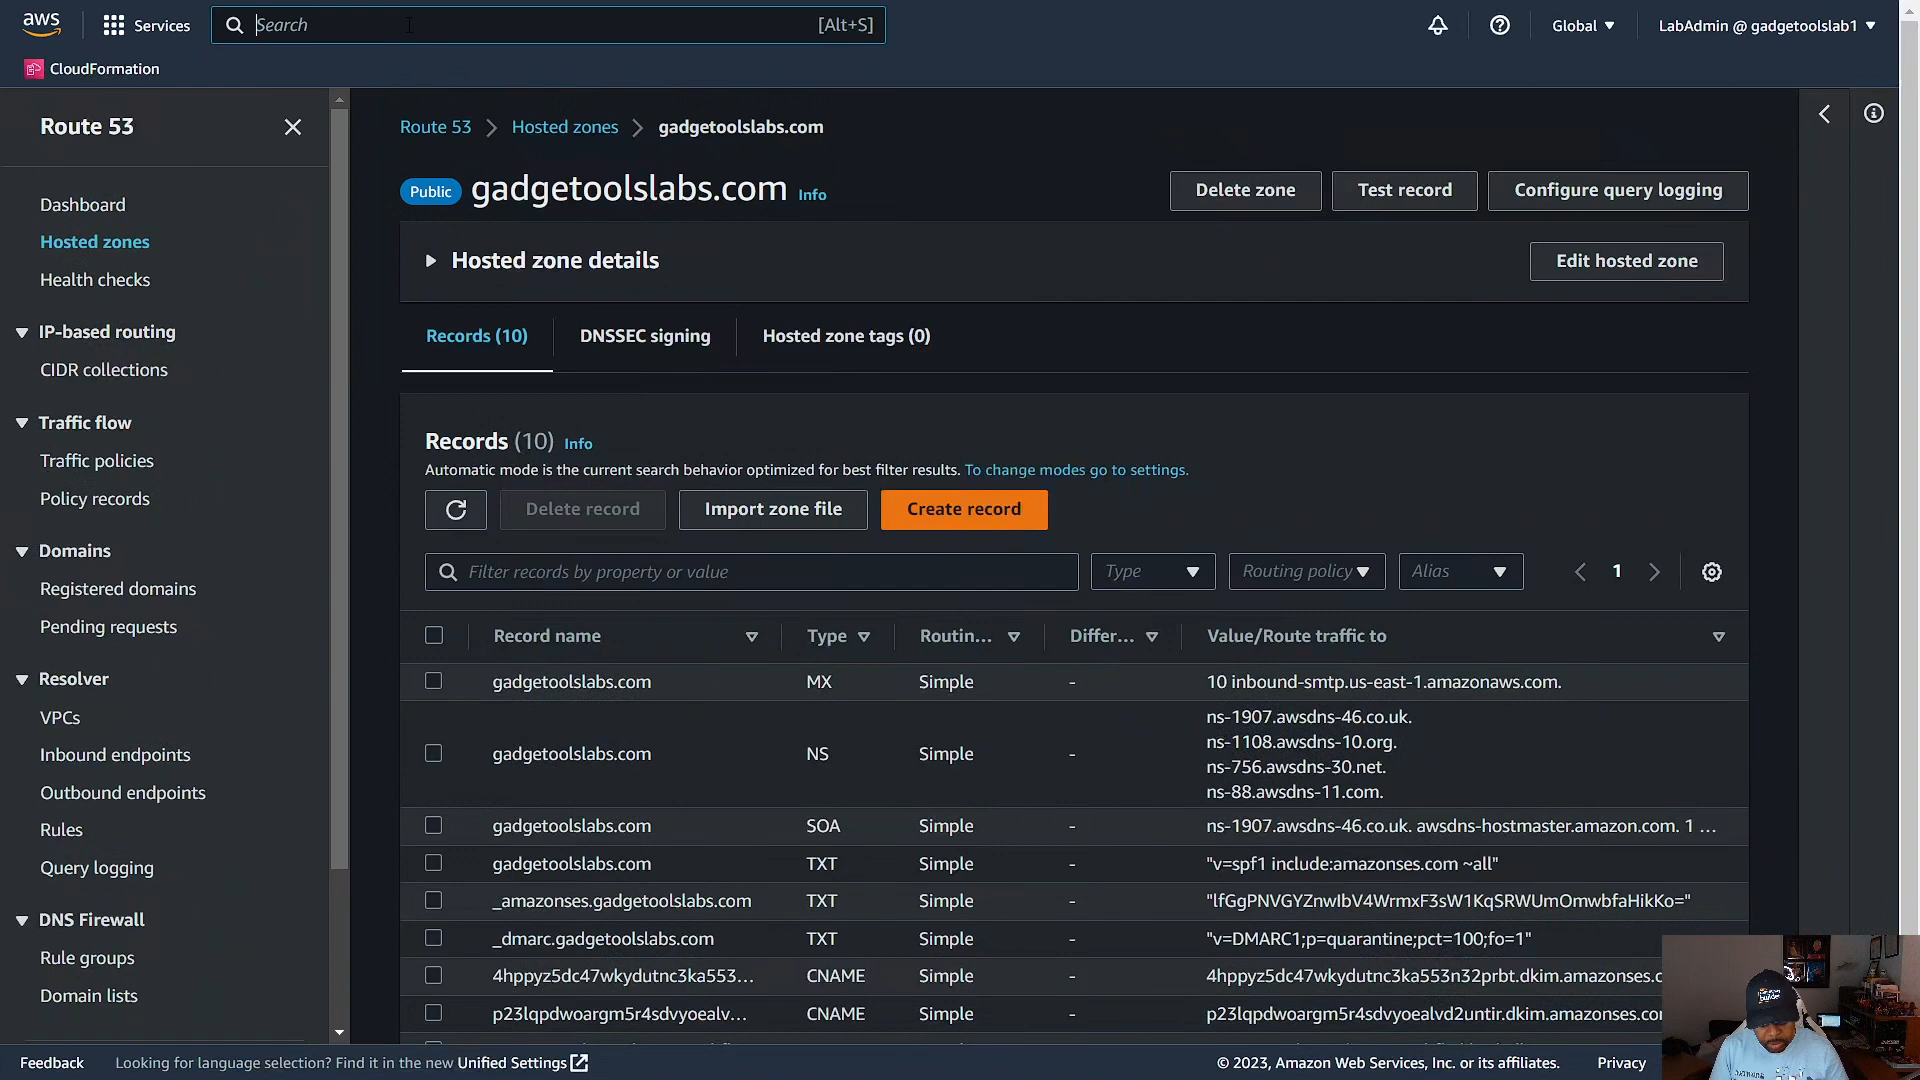 aws
Services
Search
[Alt+S]
Global
LabAdmin @ gadgetoolslab1
CloudFormation
Route 53
Dashboard
Hosted zones
Health checks
IP-based routing
CIDR collections
Traffic flow
Traffic policies
Policy records
Domains
Registered domains
Pending requests
Resolver
VPCs
Inbound endpoints
Outbound endpoints
Rules
Query logging
DNS Firewall
Rule groups
Domain lists
Route 53 > Hosted zones > gadgetoolslabs.com
Public gadgetoolslabs.com Info
Delete zone
Test record
Configure query logging
Hosted zone details
Edit hosted zone
Records (10)
DNSSEC signing
Hosted zone tags (0)
Records (10) Info
Automatic mode is the current search behavior optimized for best filter results. To change modes go to settings.
Delete record
Import zone file
Create record
Filter records by property or value
Type
Routing policy
Alias
1
Record name Type Routin... Differ... Value/Route traffic to
gadgetoolslabs.com MX Simple - 10 inbound-smtp.us-east-1.amazonaws.com.
ns-1907.awsdns-46.co.uk.
ns-1108.awsdns-10.org.
gadgetoolslabs.com NS Simple -
ns-756.awsdns-30.net.
ns-88.awsdns-11.com.
gadgetoolslabs.com SOA Simple - ns-1907.awsdns-46.co.uk. awsdns-hostmaster.amazon.com. 1 ...
gadgetoolslabs.com TXT Simple - "v=spf1 include:amazonses.com ~all"
_amazonses.gadgetoolslabs.com TXT Simple - "lfGgPNVGYZnwIbV4WrmxF3sW1KqSRWUmOmwbfaHikKo="
_dmarc.gadgetoolslabs.com TXT Simple - "v=DMARC1;p=quarantine;pct=100;fo=1"
4hppyz5dc47wkydutnc3ka553... CNAME Simple - 4hppyz5dc47wkydutnc3ka553n32prbt.dkim.amazonses.c
p23lqpdwoargm5r4sdvyoealv... CNAME Simple - p23lqpdwoargm5r4sdvyoealvd2untir.dkim.amazonses.co
Feedback
Looking for language selection? Find it in the new Unified Settings
© 2023, Amazon Web Services, Inc. or its affiliates.
Privacy